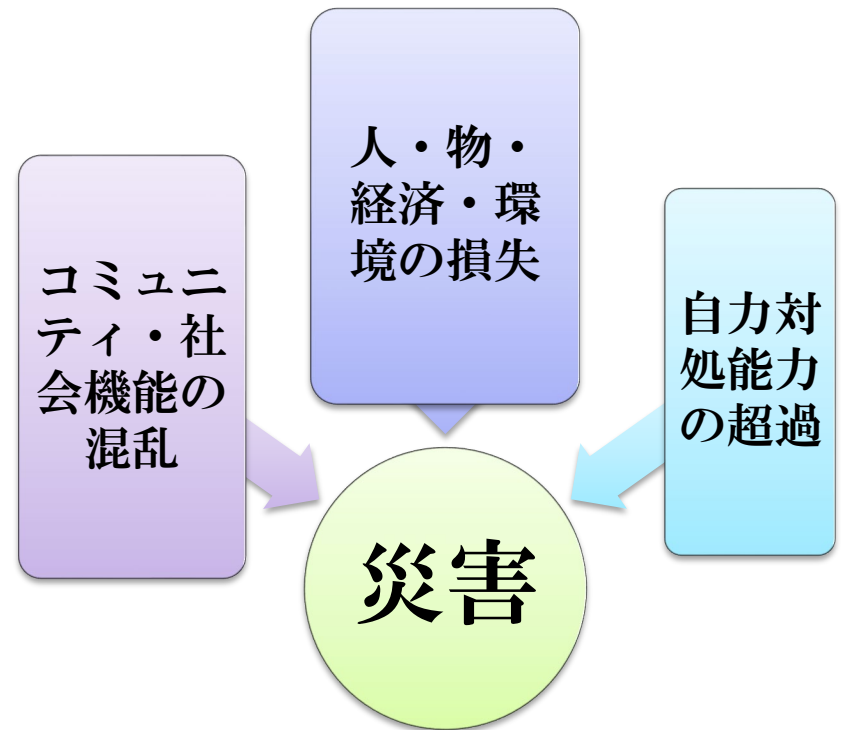 人・物・
経済・環
境の損失
コミュニ
ティ・社
会機能の
混乱
自力対
処能力
の超過
災害